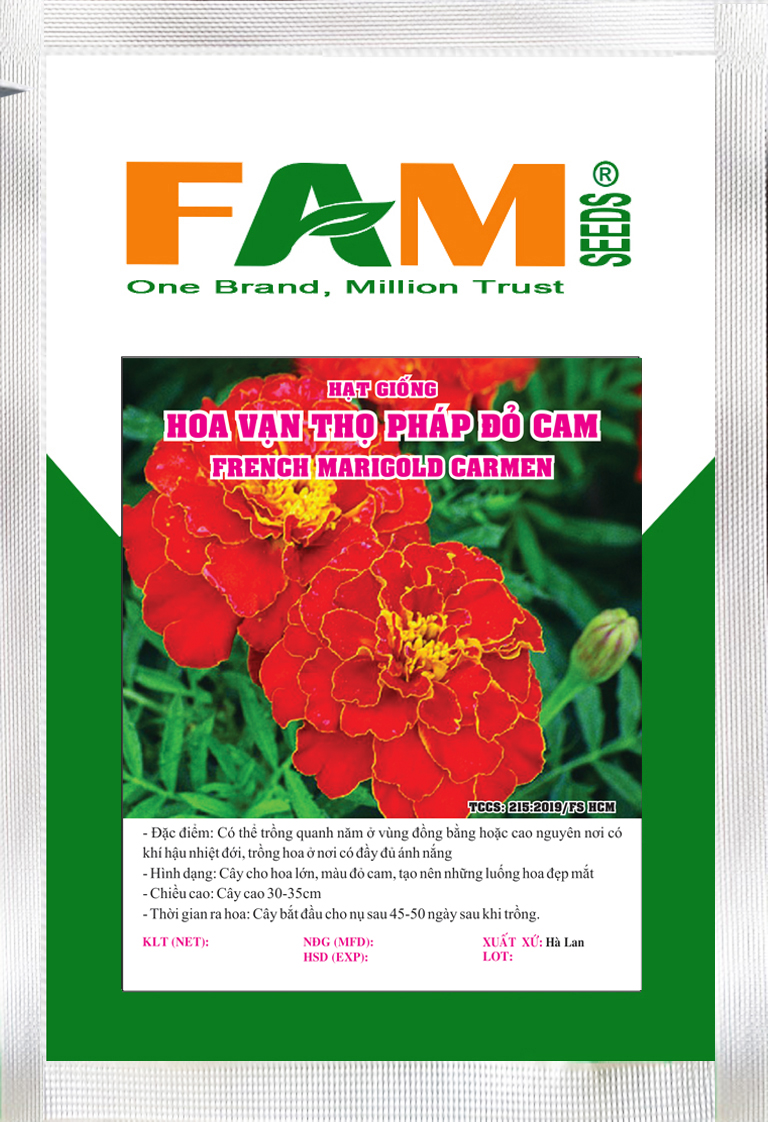 FAM SEEDS®
One Brand, Million Trust
HẠT GIỐNG
HOA VẠN THỌ PHÁP ĐỎ CAM
FRENCH MARIGOLD CARMEN
TCCS: 215:2019/FS HCM
- Đặc điểm: Có thể trồng quanh năm ở vùng đồng bằng hoặc cao nguyên nơi có
khí hậu nhiệt đới, trồng hoa ở nơi có đầy đủ ánh nắng
- Hình dạng: Cây cho hoa lớn, màu đỏ cam, tạo nên những luống hoa đẹp mắt
- Chiều cao: Cây cao 30-35cm
- Thời gian ra hoa: Cây bắt đầu cho nụ sau 45-50 ngày sau khi trồng.
KLT (NET): NĐG (MFD): XUẤT XỨ: Hà Lan
HSD (EXP): LOT: